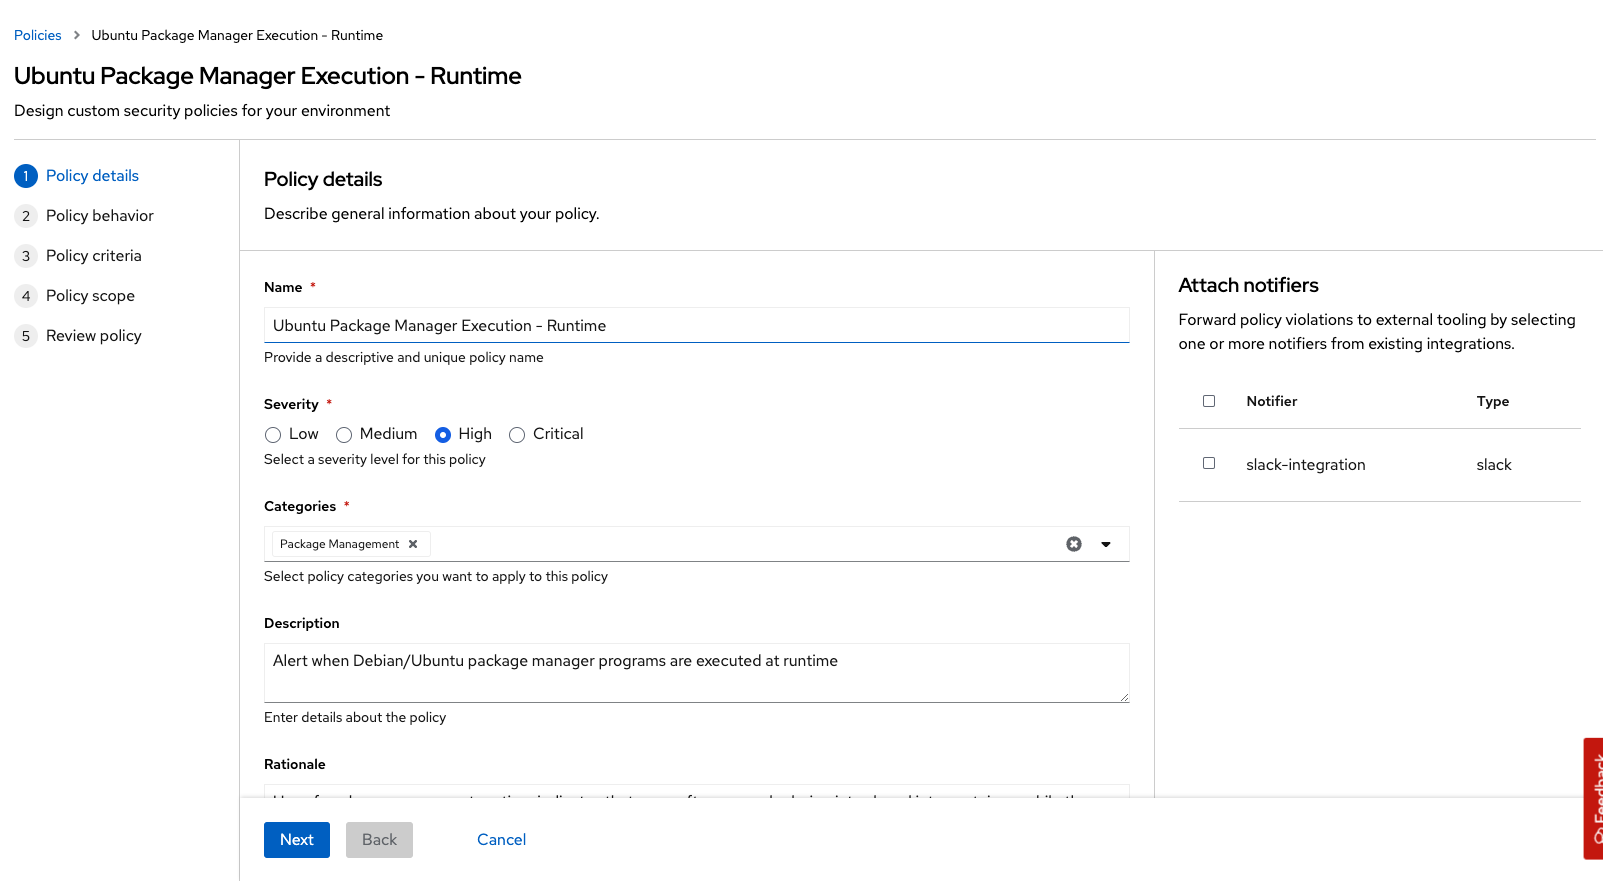 Policies > Ubuntu Package Manager Execution - Runtime
Ubuntu Package Manager Execution - Runtime
Design custom security policies for your environment
1 Policy details
2 Policy behavior
3 Policy criteria
4 Policy scope
5 Review policy
Policy details
Describe general information about your policy.
Name *
Ubuntu Package Manager Execution - Runtime
Provide a descriptive and unique policy name
Severity *
Low Medium High Critical
Select a severity level for this policy
Categories *
Package Management
Select policy categories you want to apply to this policy
Description
Alert when Debian/Ubuntu package manager programs are executed at runtime
Enter details about the policy
Rationale
Next Back Cancel
Attach notifiers
Forward policy violations to external tooling by selecting
one or more notifiers from existing integrations.
Notifier Type
slack-integration slack
Feedback